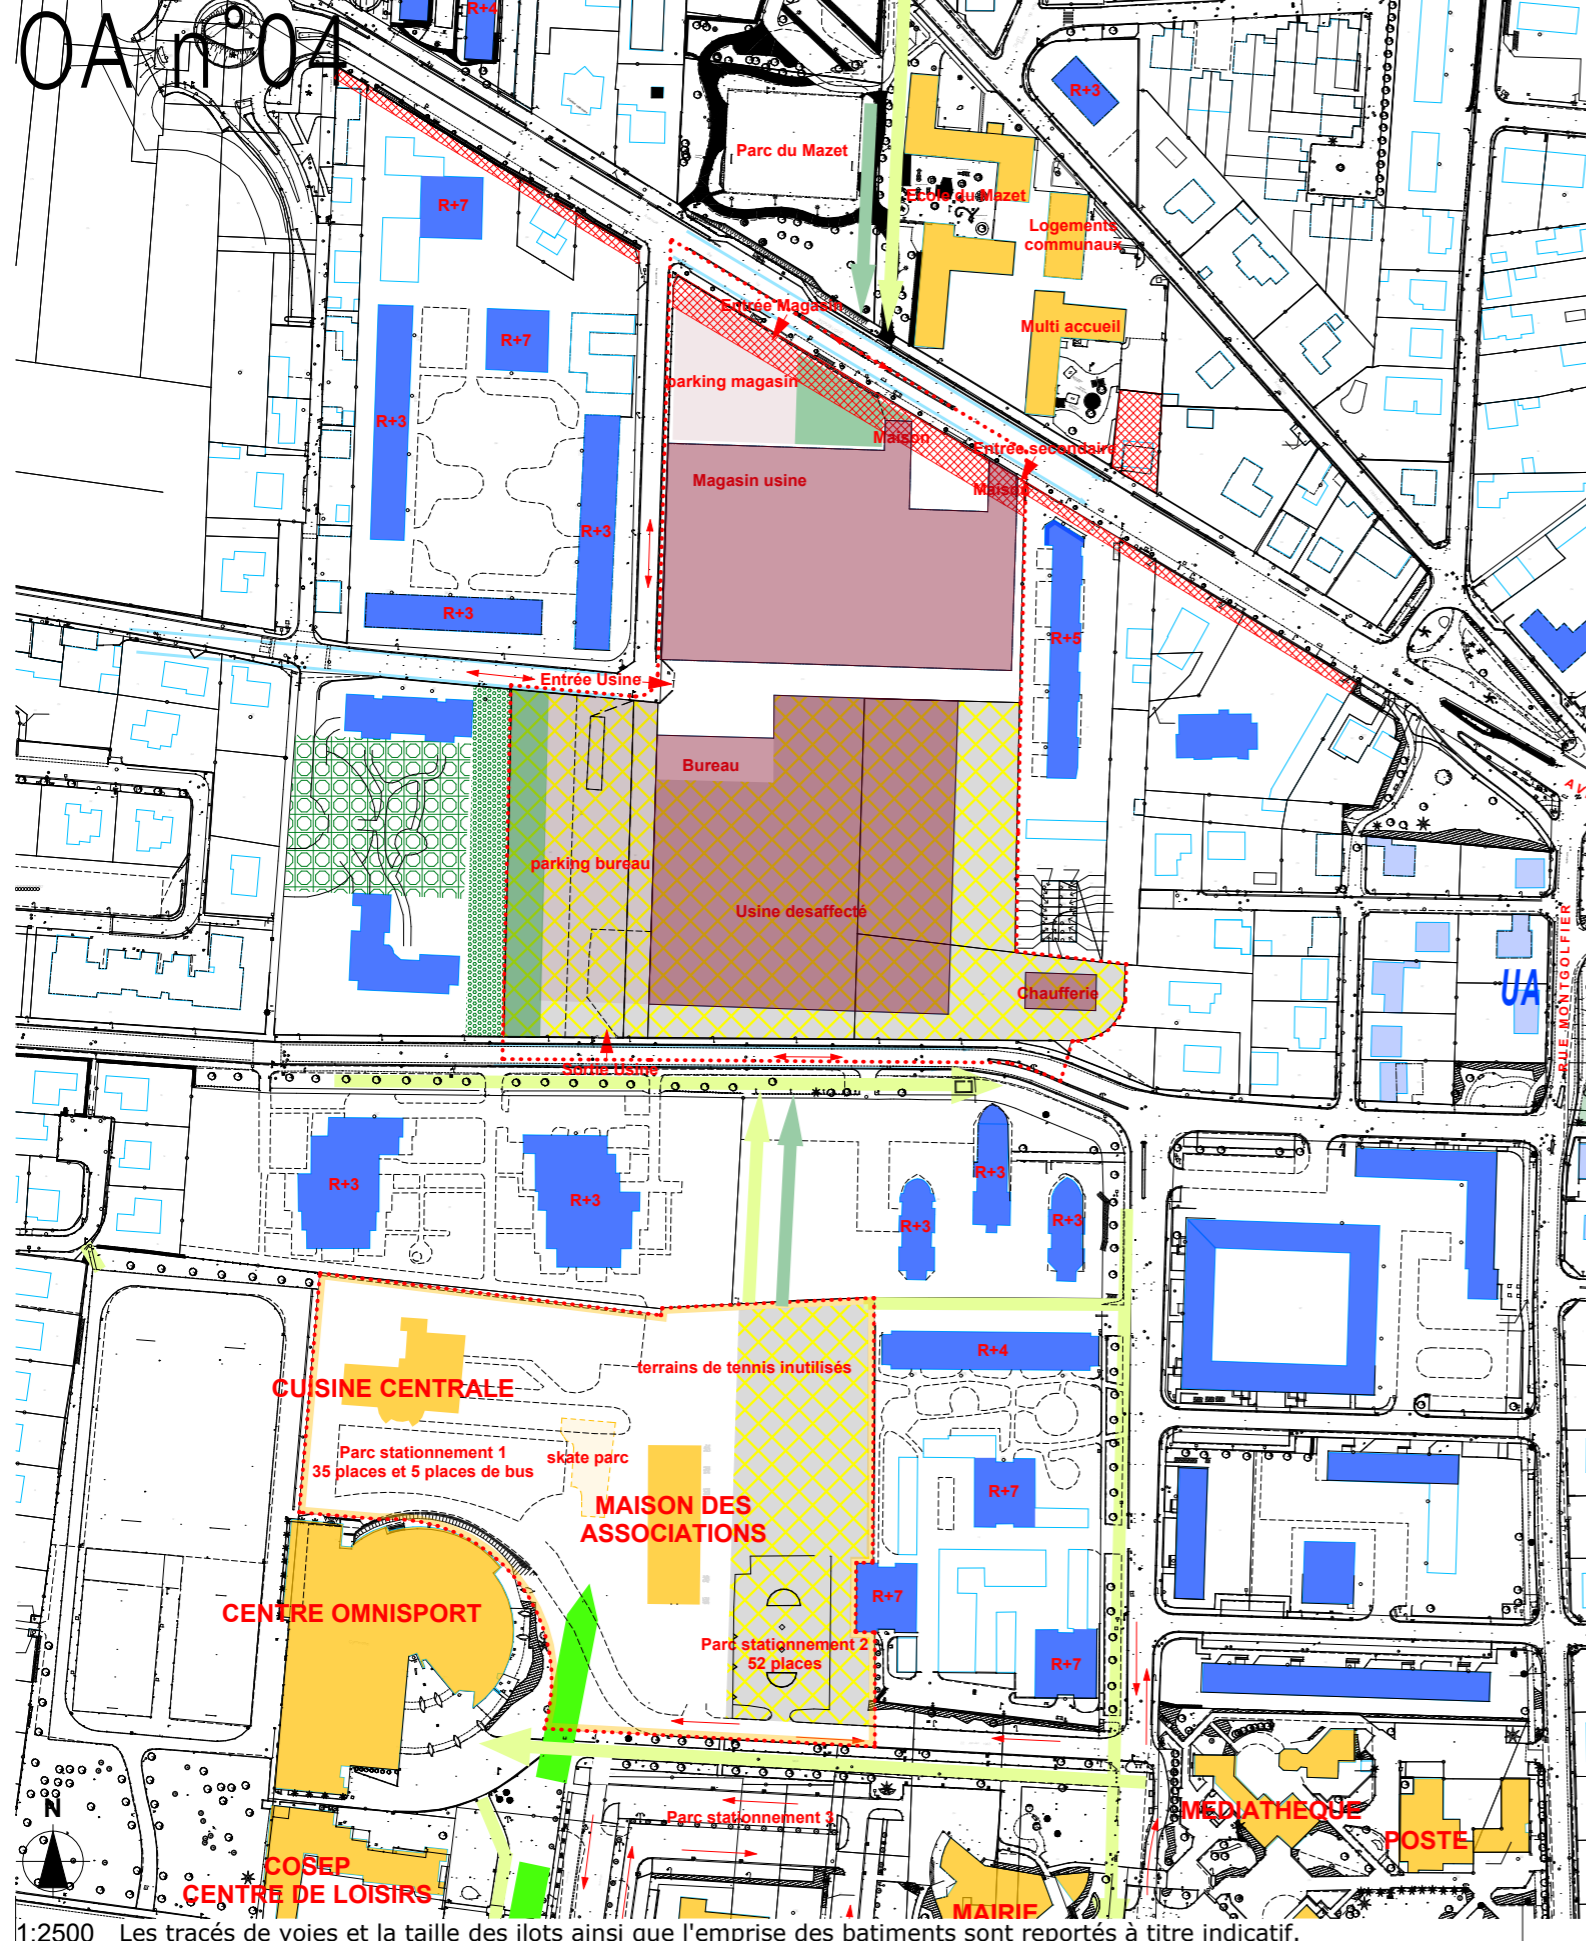 OA n°04
R+4
R+3
Parc du Mazet
Ecole du Mazet
R+7
Logements
communaux
Entrée Magasin
Multi accueil
R+7
parking magasin
R+3
Maison
Entrée secondaire
Magasin usine
Maison
R+3
R+3
R+5
Entrée Usine
Bureau
AV
parking bureau
Usine desaffecté
RUE MONTGOLFIER
UA
Chaufferie
Sortie Usine
R+3
R+3
R+3
R+3
R+3
R+4
terrains de tennis inutilisés
CUISINE CENTRALE
Parc stationnement 1
35 places et 5 places de bus
skate parc
R+7
MAISON DES
ASSOCIATIONS
R+7
CENTRE OMNISPORT
Parc stationnement 2
52 places
R+7
N
Parc stationnement 3
MEDIATHEQUE
POSTE
COSEP
CENTRE DE LOISIRS
MAIRIE
1:2500 Les tracés de voies et la taille des ilots ainsi que l'emprise des batiments sont reportés à titre indicatif.